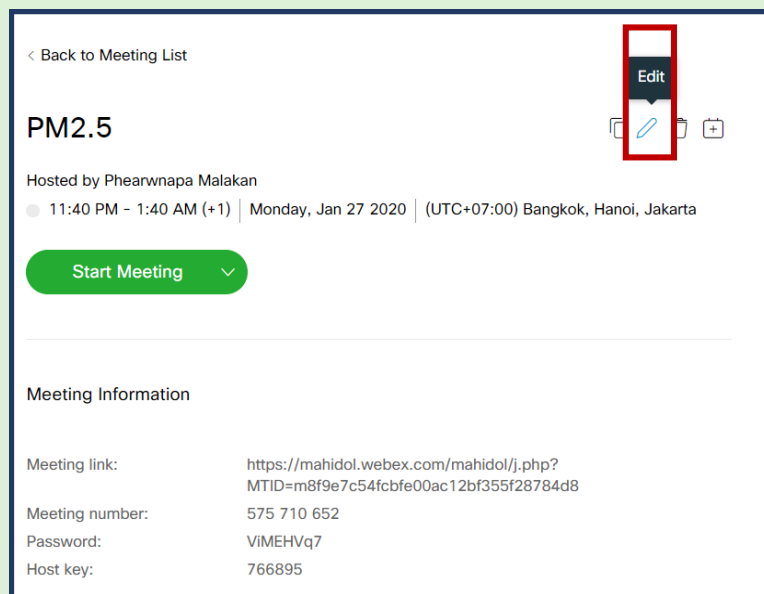 < Back to Meeting List
Edit
PM2.5
Hosted by Phearwnapa Malakan
11:40 PM - 1:40 AM (+1) | Monday, Jan 27 2020 | (UTC+07:00) Bangkok, Hanoi, Jakarta
Start Meeting
Meeting Information
Meeting link: https://mahidol.webex.com/mahidol/j.php?
MTID=m8f9e7c54fcbfe00ac12bf355f28784d8
Meeting number: 575 710 652
Password: ViMEHVq7
Host key: 766895